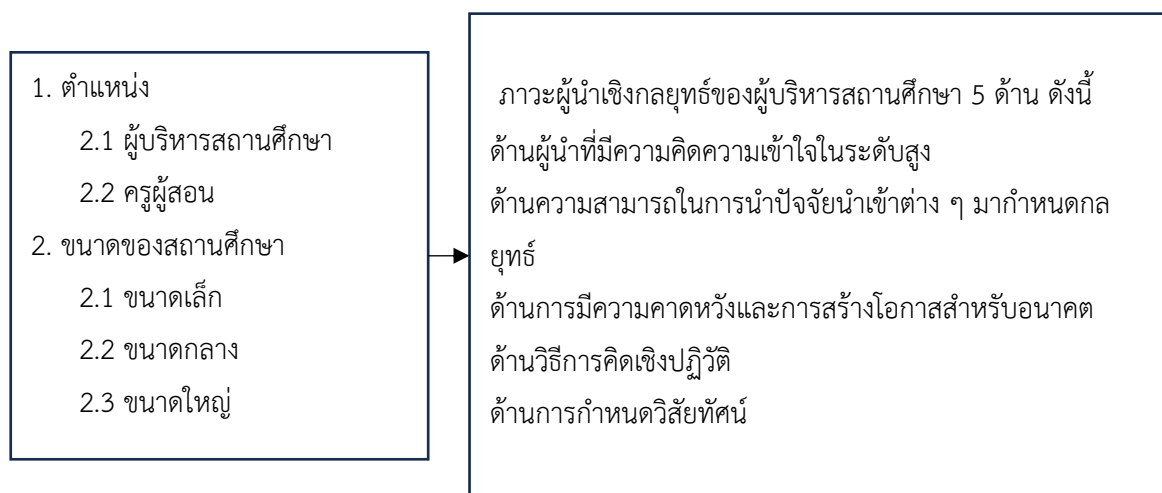 1. ตำแหน่ง
2.1 ผู้บริหารสถานศึกษา
2.2 ครูผู้สอน
2. ขนาดของสถานศึกษา
2.1 ขนาดเล็ก
2.2 ขนาดกลาง
2.3 ขนาดใหญ่
ภาวะผู้นำเชิงกลยุทธ์ของผู้บริหารสถานศึกษา 5 ด้าน ดังนี้
ด้านผู้นำที่มีความคิดความเข้าใจในระดับสูง
ด้านความสามารถในการนำปัจจัยนำเข้าต่าง ๆ มากำหนดกล
ยุทธ์
ด้านการมีความคาดหวังและการสร้างโอกาสสำหรับอนาคต
ด้านวิธีการคิดเชิงปฏิวัติ
ด้านการกำหนดวิสัยทัศน์